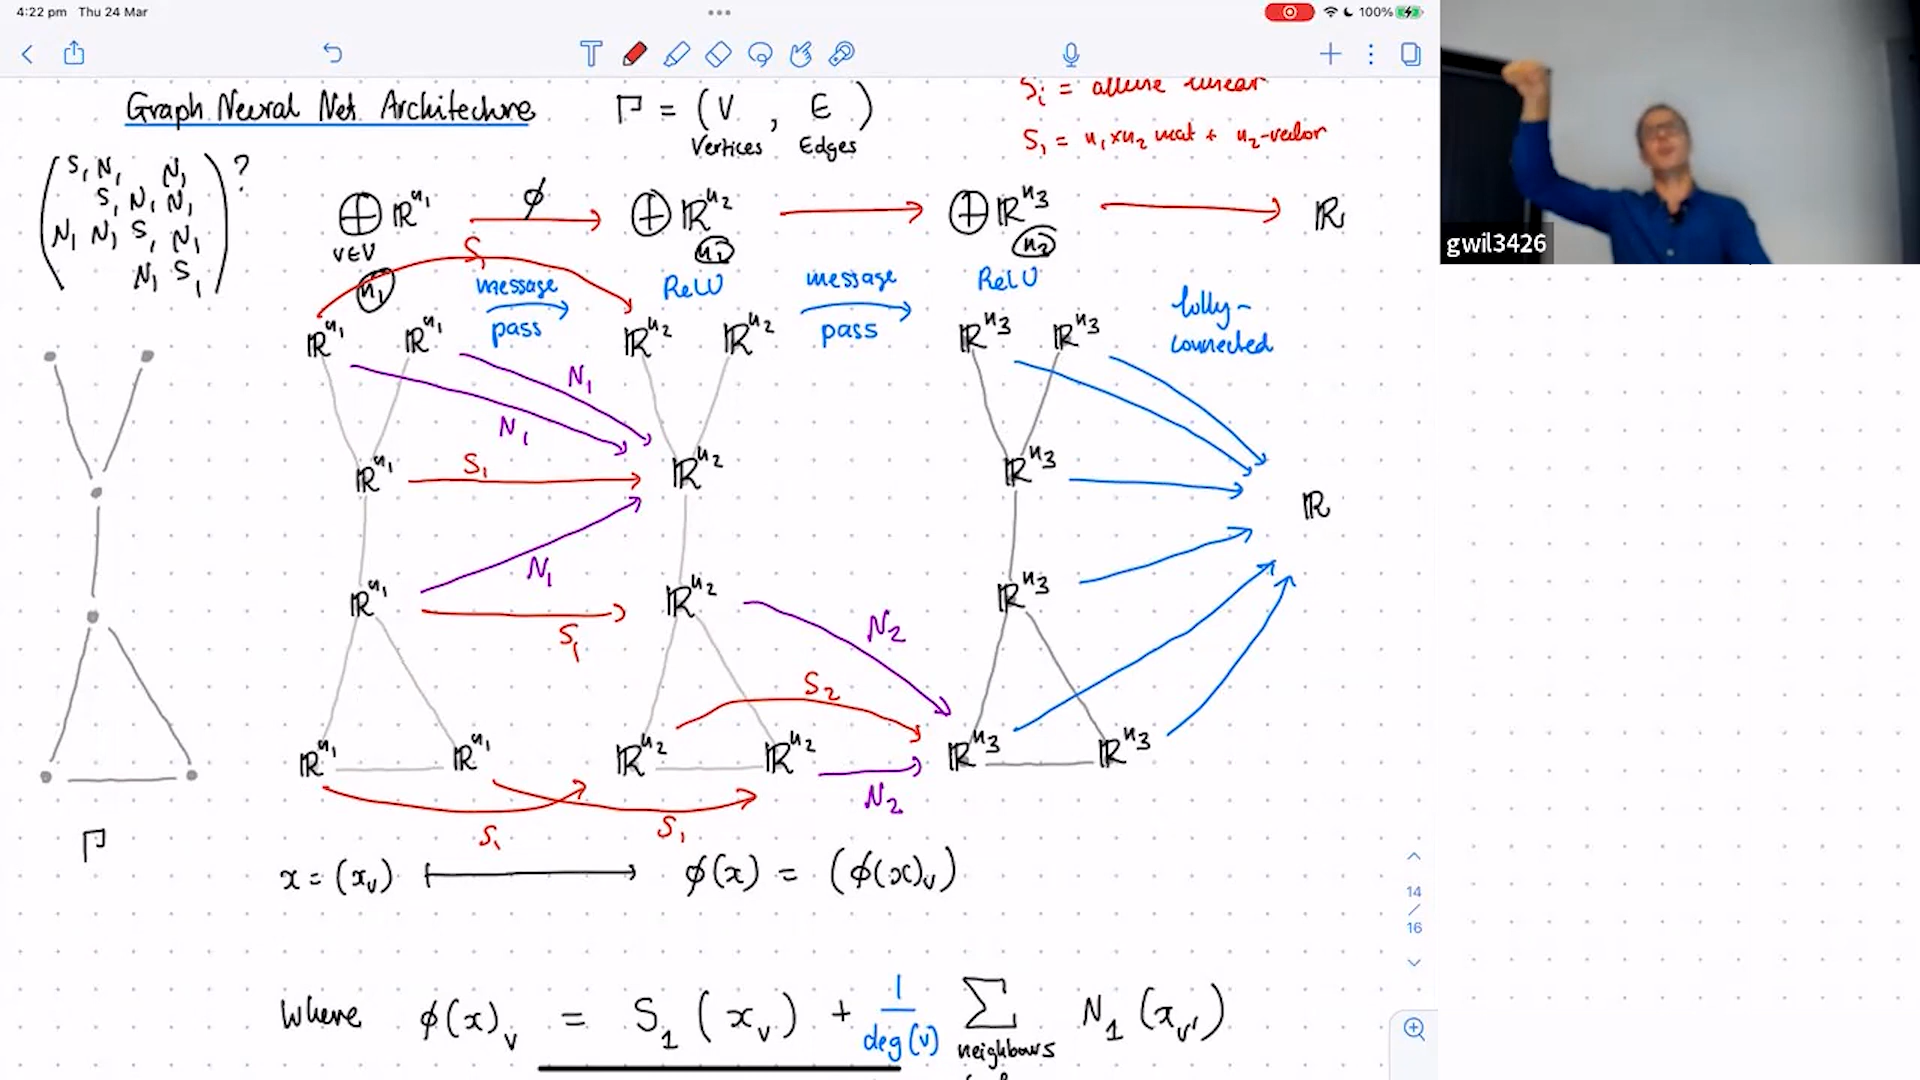 4:22 pm Thu 24 Mar
100%
Graph Neural Net Architecture
Γ = (V, E)
Vertices Edges
Sᵢ = affine linear
S₁ = n₁×n₂ mat + n₂-vector
S₁ N₁ N₁
S₁ N₁ N₁
N₁ N₁ S₁ N₁
N₁ S₁
?
⊕ ℝⁿ¹ ϕ ⊕ ℝⁿ² ⊕ ℝⁿ³ ℝ
v∈V
n₁
S₁
message pass
ReLU
message pass
ReLU
fully-connected
ℝⁿ¹ ℝⁿ¹ ℝⁿ² ℝⁿ² ℝⁿ³ ℝⁿ³
N₁
N₁
ℝⁿ¹ S₁ ℝⁿ² ℝⁿ³
ℝ
N₁
ℝⁿ¹ ℝⁿ² ℝⁿ³
S₁
N₂
S₂
ℝⁿ¹ ℝⁿ¹ ℝⁿ² ℝⁿ² ℝⁿ³ ℝⁿ³
N₂
S₁ S₁
Γ
x = (xᵥ) ⟼ ϕ(x) = (ϕ(x)ᵥ)
where ϕ(x)ᵥ = S₁(xᵥ) + 1/deg(v) ∑ N₁(xᵥ′)
neighbours
14
/
16
gwil3426